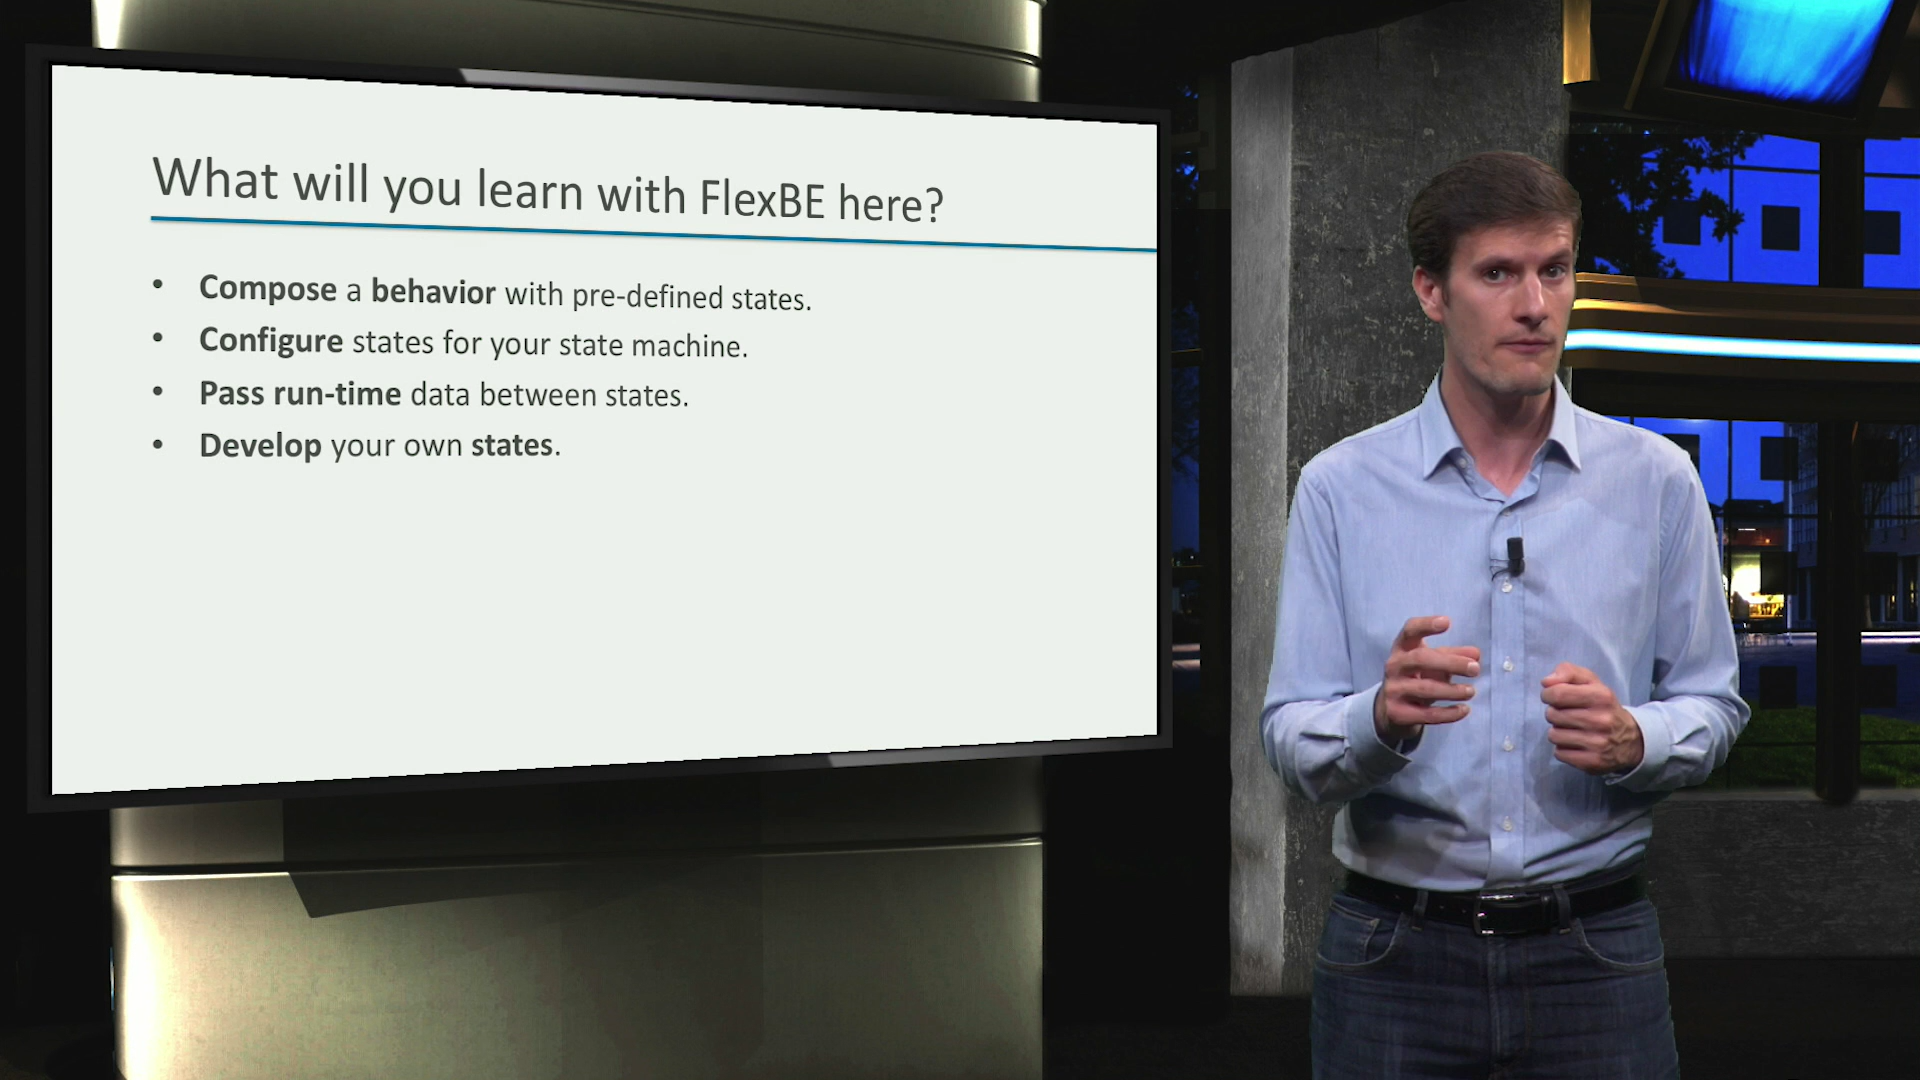 What will you learn with FlexBE here?
• Compose a behavior with pre-defined states.
• Configure states for your state machine.
• Pass run-time data between states.
• Develop your own states.